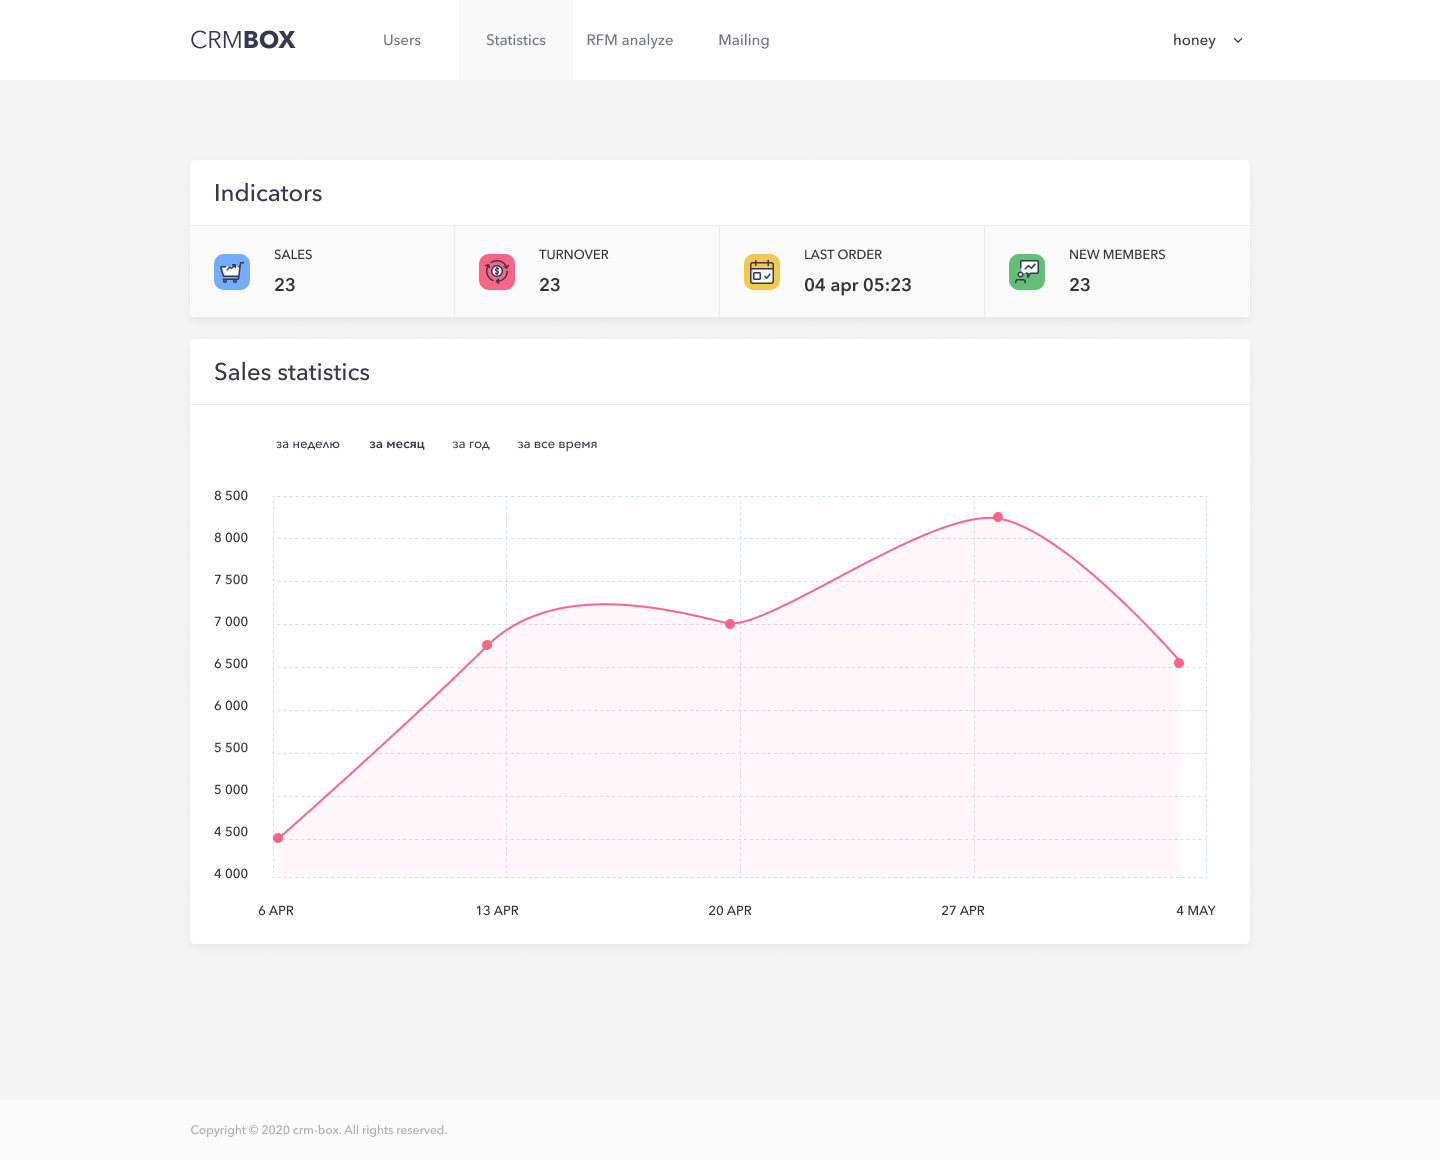 CRMBOX Users Statistics RFM analyze Mailing honey
Indicators
SALES TURNOVER LAST ORDER NEW MEMBERS
23 23 04 apr 05:23 23
Sales statistics
за неделю за месяц за год за все время
8 500
8 000
7 500
7 000
6 500
6 000
5 500
5 000
4 500
4 000
6 APR 13 APR 20 APR 27 APR 4 MAY
Copyright © 2020 crm-box. All rights reserved.